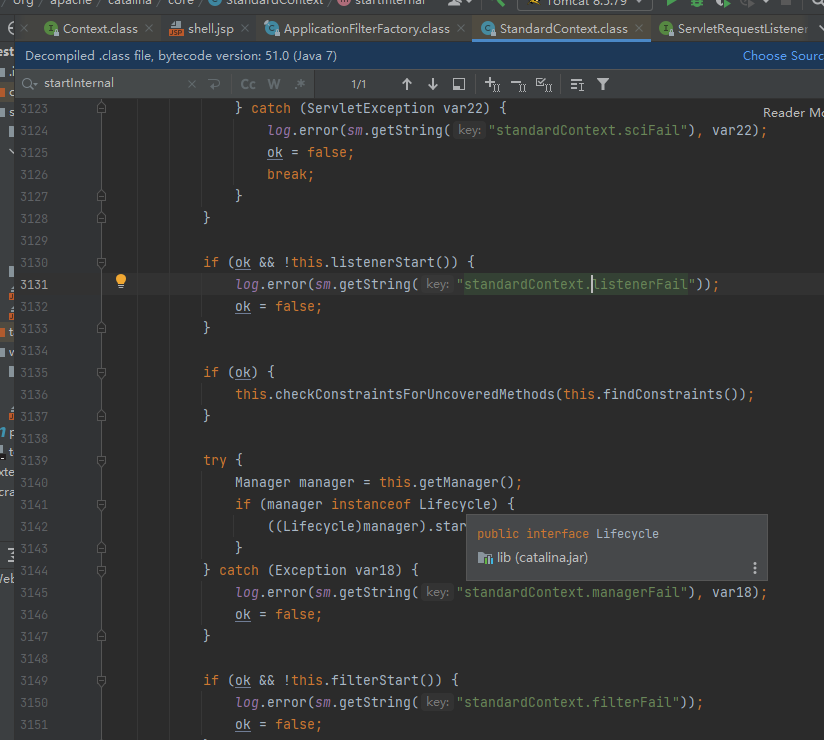 org apache catalina core StandardContext startInternal Tomcat 8.5.79
Context.class shell.jsp ApplicationFilterFactory.class StandardContext.class ServletRequestListener
Decompiled .class file, bytecode version: 51.0 (Java 7) Choose Sourc
startInternal Cc W .* 1/1
Reader Mo
3123 } catch (ServletException var22) {
3124 log.error(sm.getString( key: "standardContext.sciFail"), var22);
3125 ok = false;
3126 break;
3127 }
3128 }
3129
3130 if (ok && !this.listenerStart()) {
3131 log.error(sm.getString( key: "standardContext.listenerFail"));
3132 ok = false;
3133 }
3134
3135 if (ok) {
3136 this.checkConstraintsForUncoveredMethods(this.findConstraints());
3137 }
3138
3139 try {
3140 Manager manager = this.getManager();
3141 if (manager instanceof Lifecycle) {
3142 ((Lifecycle)manager).star
public interface Lifecycle
lib (catalina.jar)
3143 }
3144 } catch (Exception var18) {
3145 log.error(sm.getString( key: "standardContext.managerFail"), var18);
3146 ok = false;
3147 }
3148
3149 if (ok && !this.filterStart()) {
3150 log.error(sm.getString( key: "standardContext.filterFail"));
3151 ok = false;